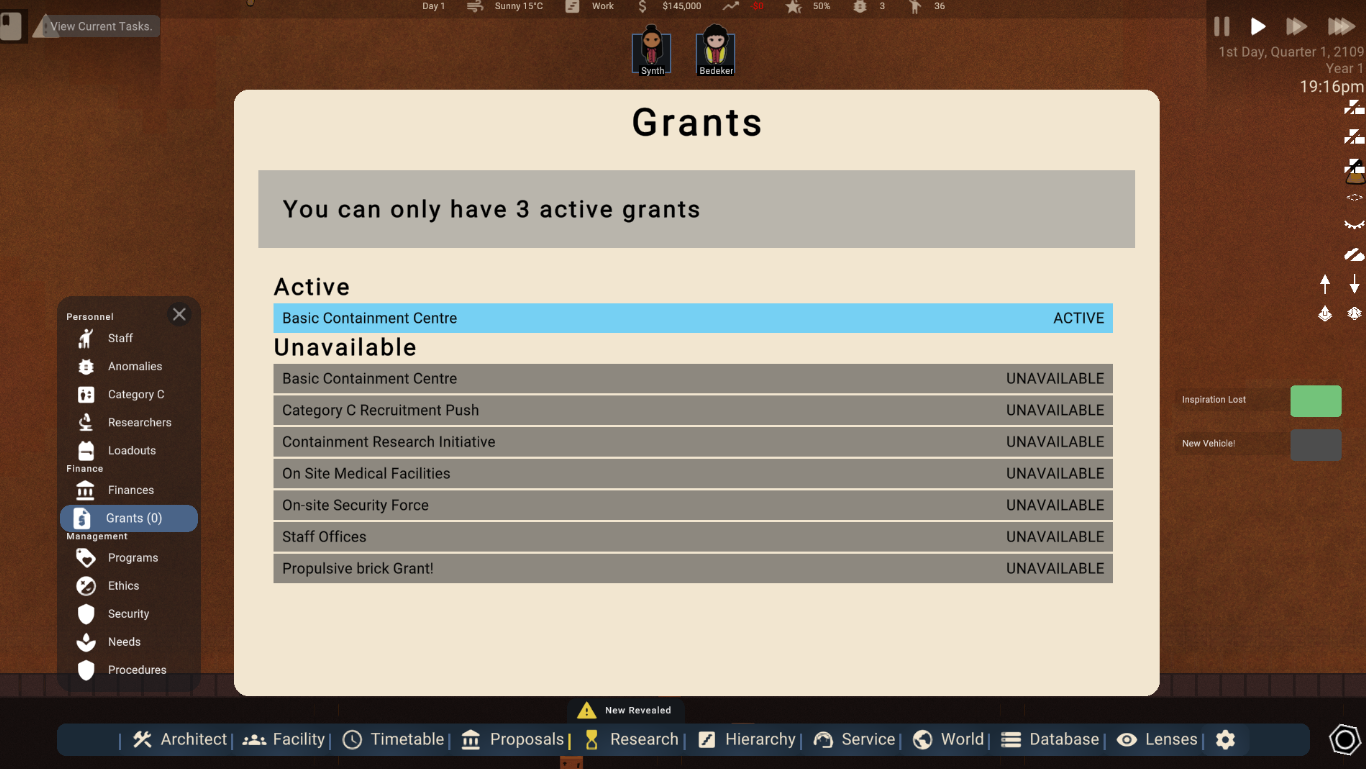 Day 1 Sunny 15°C Work $ $145,000 -$0 50% 3 36
View Current Tasks.
Synth Bedeker
1st Day, Quarter 1, 2109
Year 1
19:16pm
Grants
You can only have 3 active grants
Active
Basic Containment Centre ACTIVE
Unavailable
Basic Containment Centre UNAVAILABLE
Category C Recruitment Push UNAVAILABLE
Containment Research Initiative UNAVAILABLE
On Site Medical Facilities UNAVAILABLE
On-site Security Force UNAVAILABLE
Staff Offices UNAVAILABLE
Propulsive brick Grant! UNAVAILABLE
Personnel
Staff
Anomalies
Category C
Researchers
Loadouts
Finance
Finances
Grants (0)
Management
Programs
Ethics
Security
Needs
Procedures
Inspiration Lost
New Vehicle!
New Revealed
Architect Facility Timetable Proposals Research Hierarchy Service World Database Lenses